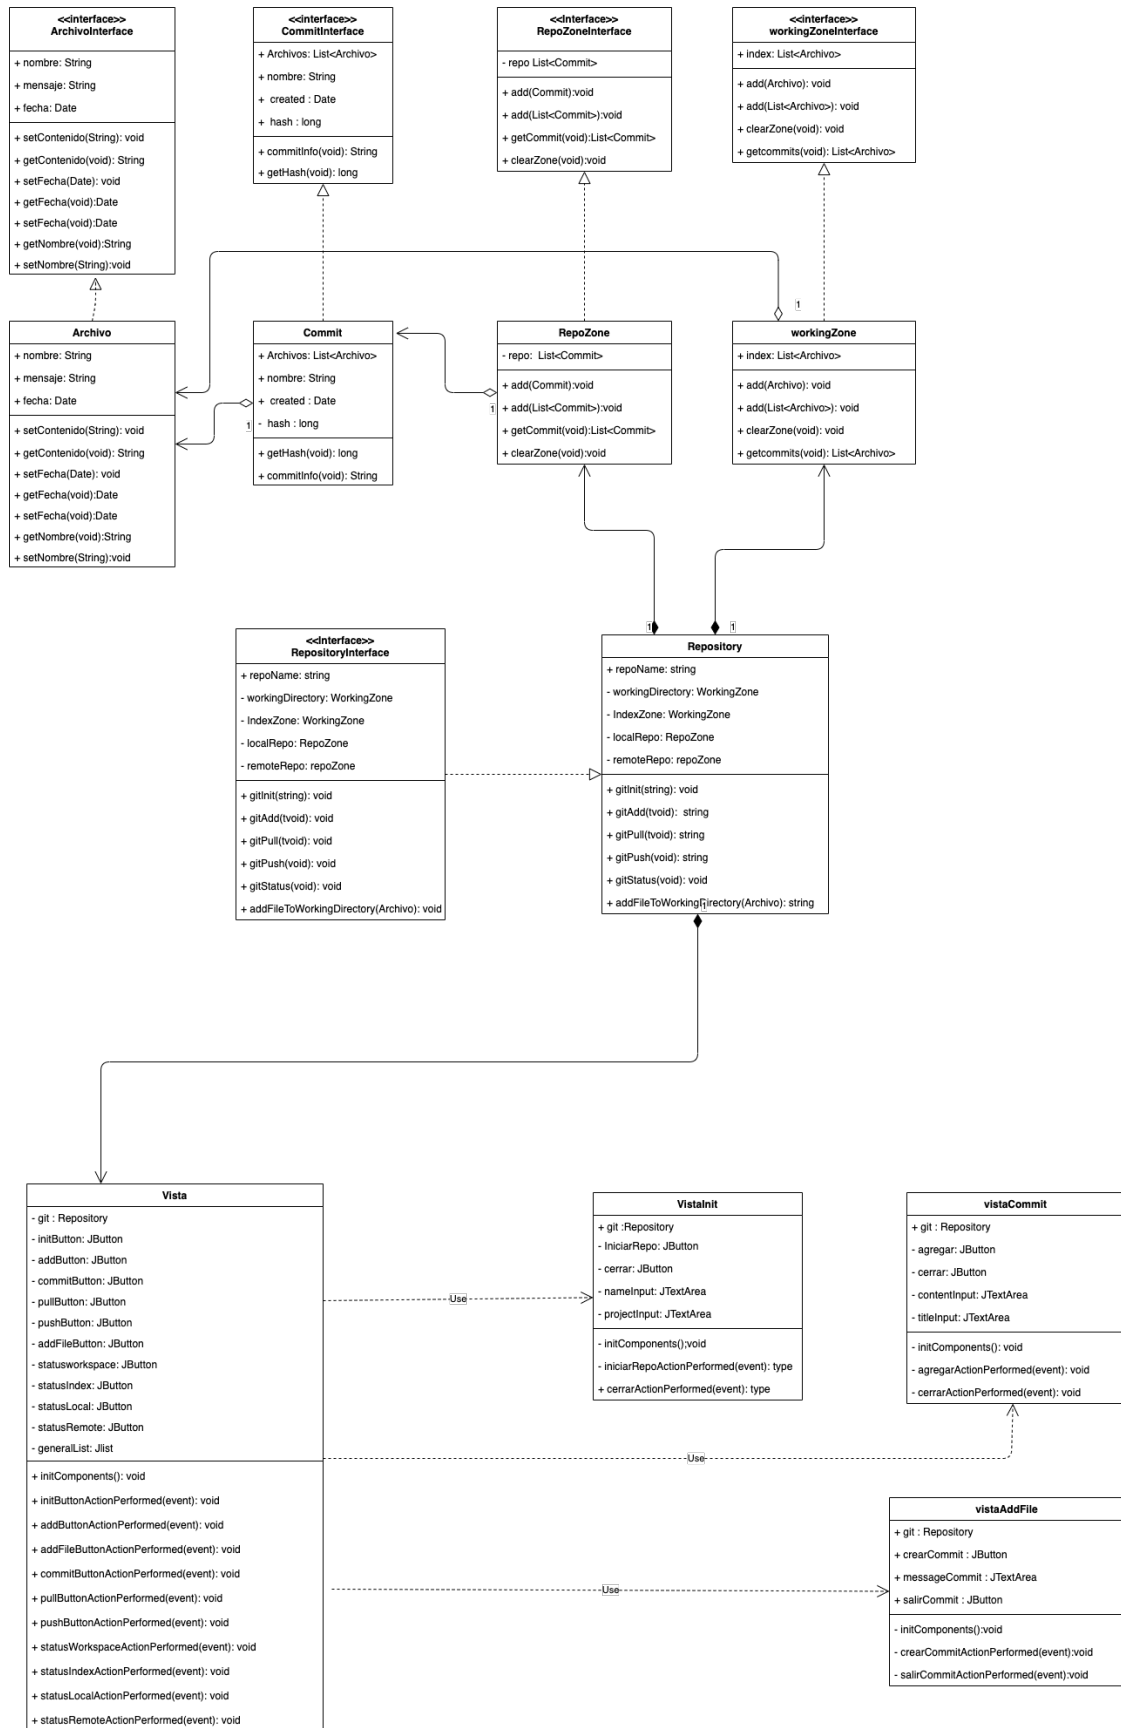 <<interface>>
ArchivoInterface
+ nombre: String
+ mensaje: String
+ fecha: Date
+ setContenido(String): void
+ getContenido(void): String
+ setFecha(Date): void
+ getFecha(void):Date
+ setFecha(void):Date
+ getNombre(void):String
+ setNombre(String):void
<<interface>>
CommitInterface
+ Archivos: List<Archivo>
+ nombre: String
+ created : Date
+ hash : long
+ commitInfo(void): String
+ getHash(void): long
<<Interface>>
RepoZoneInterface
- repo List<Commit>
+ add(Commit):void
+ add(List<Commit>):void
+ getCommit(void):List<Commit>
+ clearZone(void):void
<<interface>>
workingZoneInterface
+ index: List<Archivo>
+ add(Archivo): void
+ add(List<Archivo>): void
+ clearZone(void): void
+ getcommits(void): List<Archivo>
Archivo
+ nombre: String
+ mensaje: String
+ fecha: Date
+ setContenido(String): void
+ getContenido(void): String
+ setFecha(Date): void
+ getFecha(void):Date
+ setFecha(void):Date
+ getNombre(void):String
+ setNombre(String):void
1
Commit
+ Archivos: List<Archivo>
+ nombre: String
+ created : Date
- hash : long
+ getHash(void): long
+ commitInfo(void): String
1
RepoZone
- repo: List<Commit>
+ add(Commit):void
+ add(List<Commit>):void
+ getCommit(void):List<Commit>
+ clearZone(void):void
1
workingZone
+ index: List<Archivo>
+ add(Archivo): void
+ add(List<Archivo>): void
+ clearZone(void): void
+ getcommits(void): List<Archivo>
<<interface>>
RepositoryInterface
+ repoName: string
- workingDirectory: WorkingZone
- IndexZone: WorkingZone
- localRepo: RepoZone
- remoteRepo: repoZone
+ gitInit(string): void
+ gitAdd(tvoid): void
+ gitPull(tvoid): void
+ gitPush(void): void
+ gitStatus(void): void
+ addFileToWorkingDirectory(Archivo): void
1
1
Repository
+ repoName: string
- workingDirectory: WorkingZone
- IndexZone: WorkingZone
- localRepo: RepoZone
- remoteRepo: repoZone
+ gitInit(string): void
+ gitAdd(tvoid): string
+ gitPull(tvoid): string
+ gitPush(void): string
+ gitStatus(void): void
+ addFileToWorkingDirectory(Archivo): string
1
Vista
- git : Repository
- initButton: JButton
- addButton: JButton
- commitButton: JButton
- pullButton: JButton
- pushButton: JButton
- addFileButton: JButton
- statusworkspace: JButton
- statusIndex: JButton
- statusLocal: JButton
- statusRemote: JButton
- generalList: Jlist
+ initComponents(): void
+ initButtonActionPerformed(event): void
+ addButtonActionPerformed(event): void
+ addFileButtonActionPerformed(event): void
+ commitButtonActionPerformed(event): void
+ pullButtonActionPerformed(event): void
+ pushButtonActionPerformed(event): void
+ statusWorkspaceActionPerformed(event): void
+ statusIndexActionPerformed(event): void
+ statusLocalActionPerformed(event): void
+ statusRemoteActionPerformed(event): void
Use
VistaInit
+ git :Repository
- IniciarRepo: JButton
- cerrar: JButton
- nameInput: JTextArea
- projectInput: JTextArea
- initComponents();void
- iniciarRepoActionPerformed(event): type
+ cerrarActionPerformed(event): type
Use
vistaCommit
+ git : Repository
- agregar: JButton
- cerrar: JButton
- contentInput: JTextArea
- titleInput: JTextArea
- initComponents(): void
- agregarActionPerformed(event): void
- cerrarActionPerformed(event): void
Use
vistaAddFile
+ git : Repository
+ crearCommit : JButton
+ messageCommit : JTextArea
+ salirCommit : JButton
- initComponents():void
- crearCommitActionPerformed(event):void
- salirCommitActionPerformed(event):void